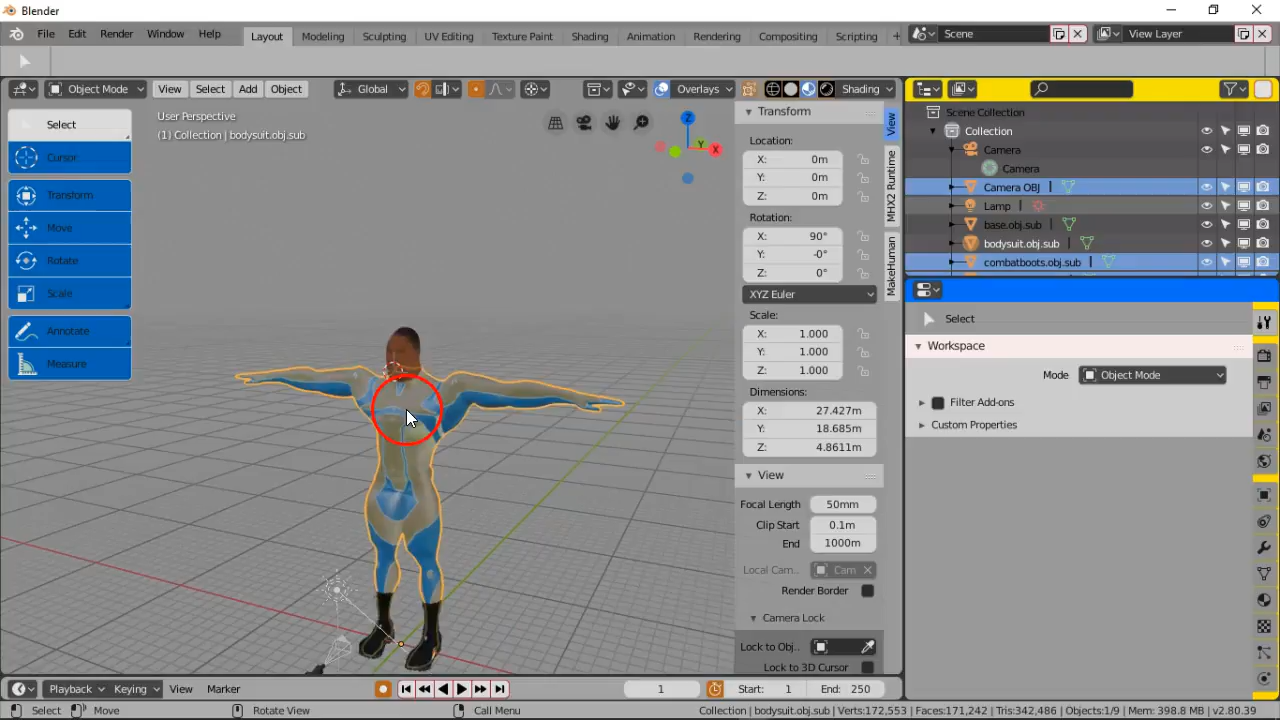 Blender
File Edit Render Window Help Layout Modeling Sculpting UV Editing Texture Paint Shading Animation Rendering Compositing Scripting + Scene View Layer
Object Mode View Select Add Object Global Overlays Shading
User Perspective
(1) Collection | bodysuit.obj.sub
Select
Cursor
Transform
Move
Rotate
Scale
Annotate
Measure
Z
Y
X
Transform
Location:
X: 0m
Y: 0m
Z: 0m
Rotation:
X: 90°
Y: -0°
Z: 0°
XYZ Euler
Scale:
X: 1.000
Y: 1.000
Z: 1.000
Dimensions:
X: 27.427m
Y: 18.685m
Z: 4.8611m
View
Focal Length 50mm
Clip Start 0.1m
End 1000m
Local Cam... Cam
Render Border
Camera Lock
Lock to Obj..
Lock to 3D Cursor
View
MHX2 Runtime
MakeHuman
Scene Collection
Collection
Camera
Camera
Camera OBJ
Lamp
base.obj.sub
bodysuit.obj.sub
combatboots.obj.sub
Select
Workspace
Mode Object Mode
Filter Add-ons
Custom Properties
Playback Keying View Marker 1 Start: 1 End: 250
Select Move Rotate View Call Menu Collection | bodysuit.obj.sub | Verts:172,553 | Faces:171,242 | Tris:342,486 | Objects:1/9 | Mem: 398.8 MB | v2.80.39